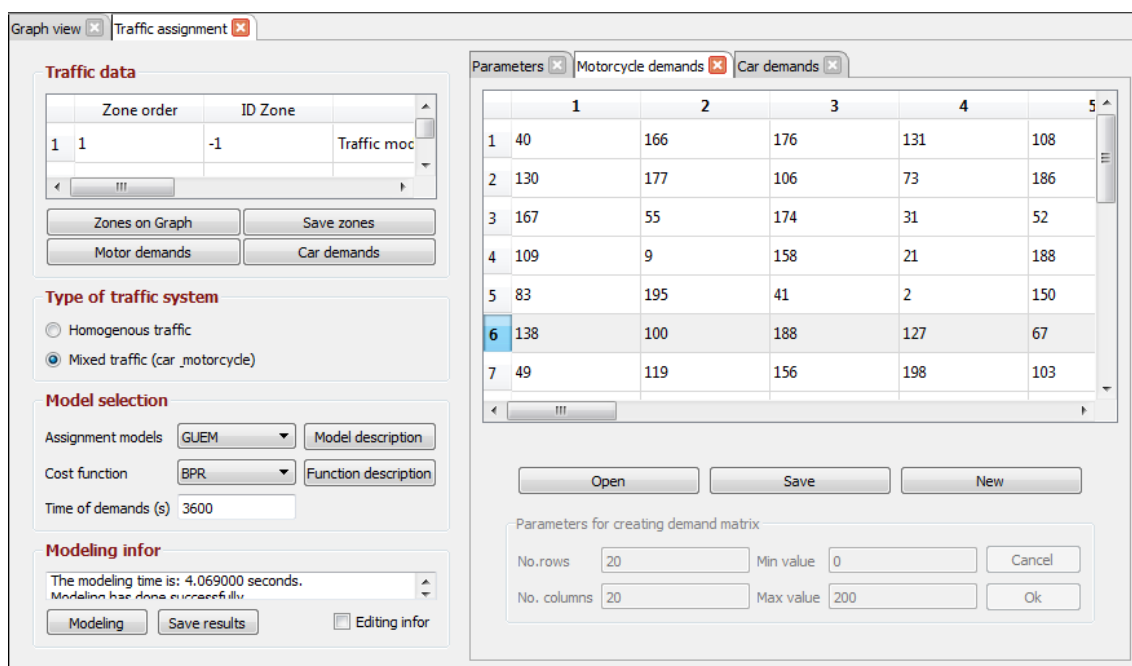 Graph view Traffic assignment
Traffic data
Zone order ID Zone
1 1 -1 Traffic moc
Zones on Graph Save zones
Motor demands Car demands
Type of traffic system
Homogenous traffic
Mixed traffic (car_motorcycle)
Model selection
Assignment models GUEM Model description
Cost function BPR Function description
Time of demands (s) 3600
Modeling infor
The modeling time is: 4.069000 seconds.
Modeling has done successfully
Modeling Save results Editing infor
Parameters Motorcycle demands Car demands
1 2 3 4 5
1 40 166 176 131 108
2 130 177 106 73 186
3 167 55 174 31 52
4 109 9 158 21 188
5 83 195 41 2 150
6 138 100 188 127 67
7 49 119 156 198 103
Open Save New
Parameters for creating demand matrix
No.rows 20 Min value 0 Cancel
No. columns 20 Max value 200 Ok